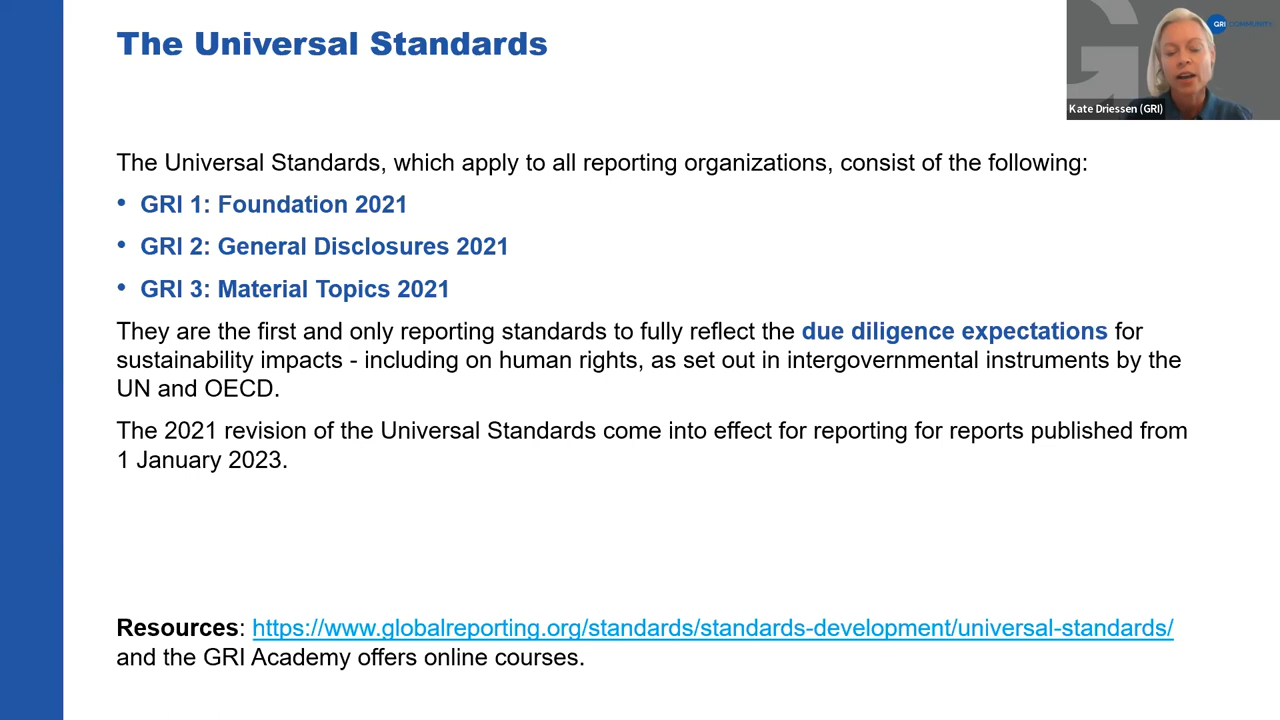 The Universal Standards
GRI COMMUNITY
Kate Driessen (GRI)
The Universal Standards, which apply to all reporting organizations, consist of the following:
• GRI 1: Foundation 2021
• GRI 2: General Disclosures 2021
• GRI 3: Material Topics 2021
They are the first and only reporting standards to fully reflect the due diligence expectations for
sustainability impacts - including on human rights, as set out in intergovernmental instruments by the
UN and OECD.
The 2021 revision of the Universal Standards come into effect for reporting for reports published from
1 January 2023.
Resources: https://www.globalreporting.org/standards/standards-development/universal-standards/
and the GRI Academy offers online courses.